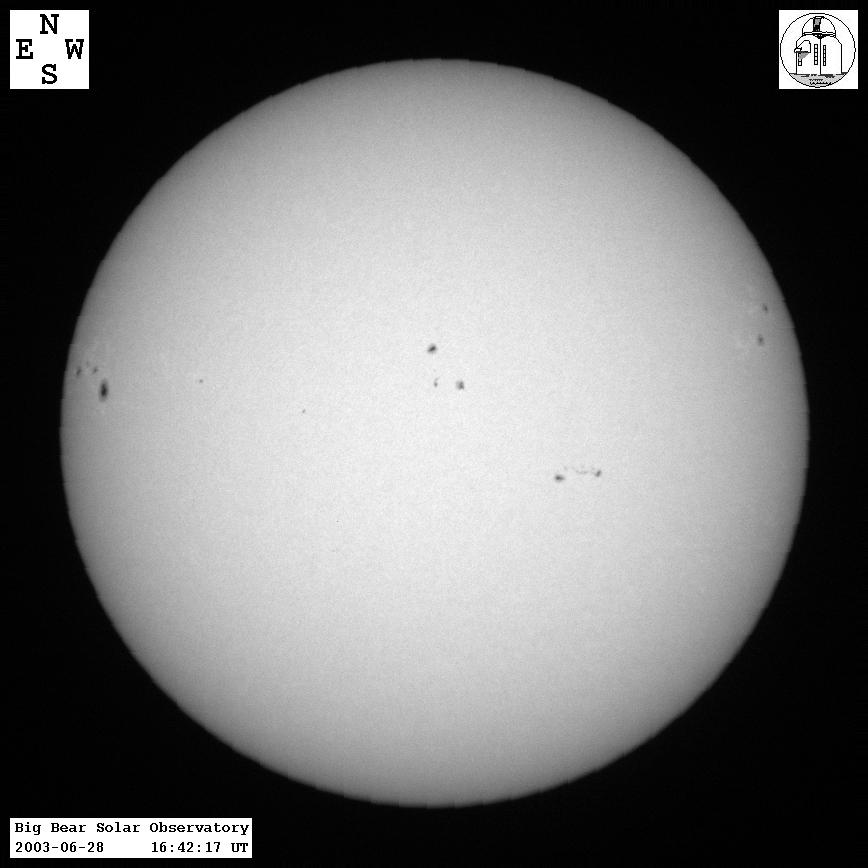 N
E W
S
Big Bear Solar Observatory
2003-06-28 16:42:17 UT